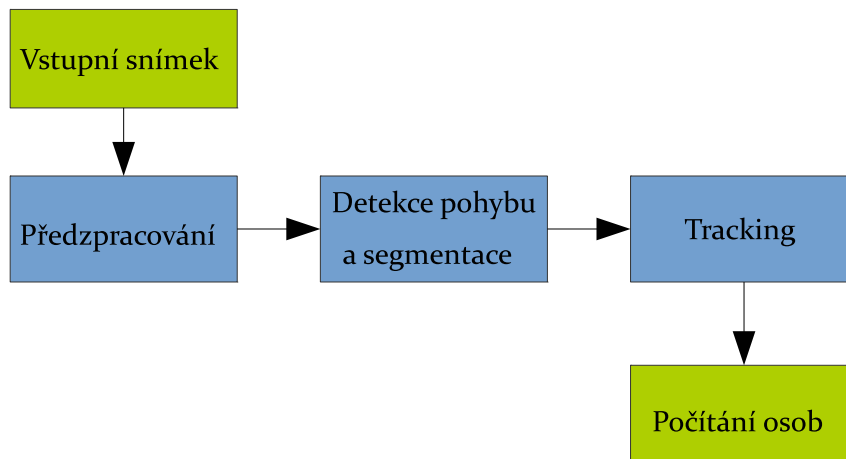 Vstupní snímek
Předzpracování
Detekce pohybu
a segmentace
Tracking
Počítání osob